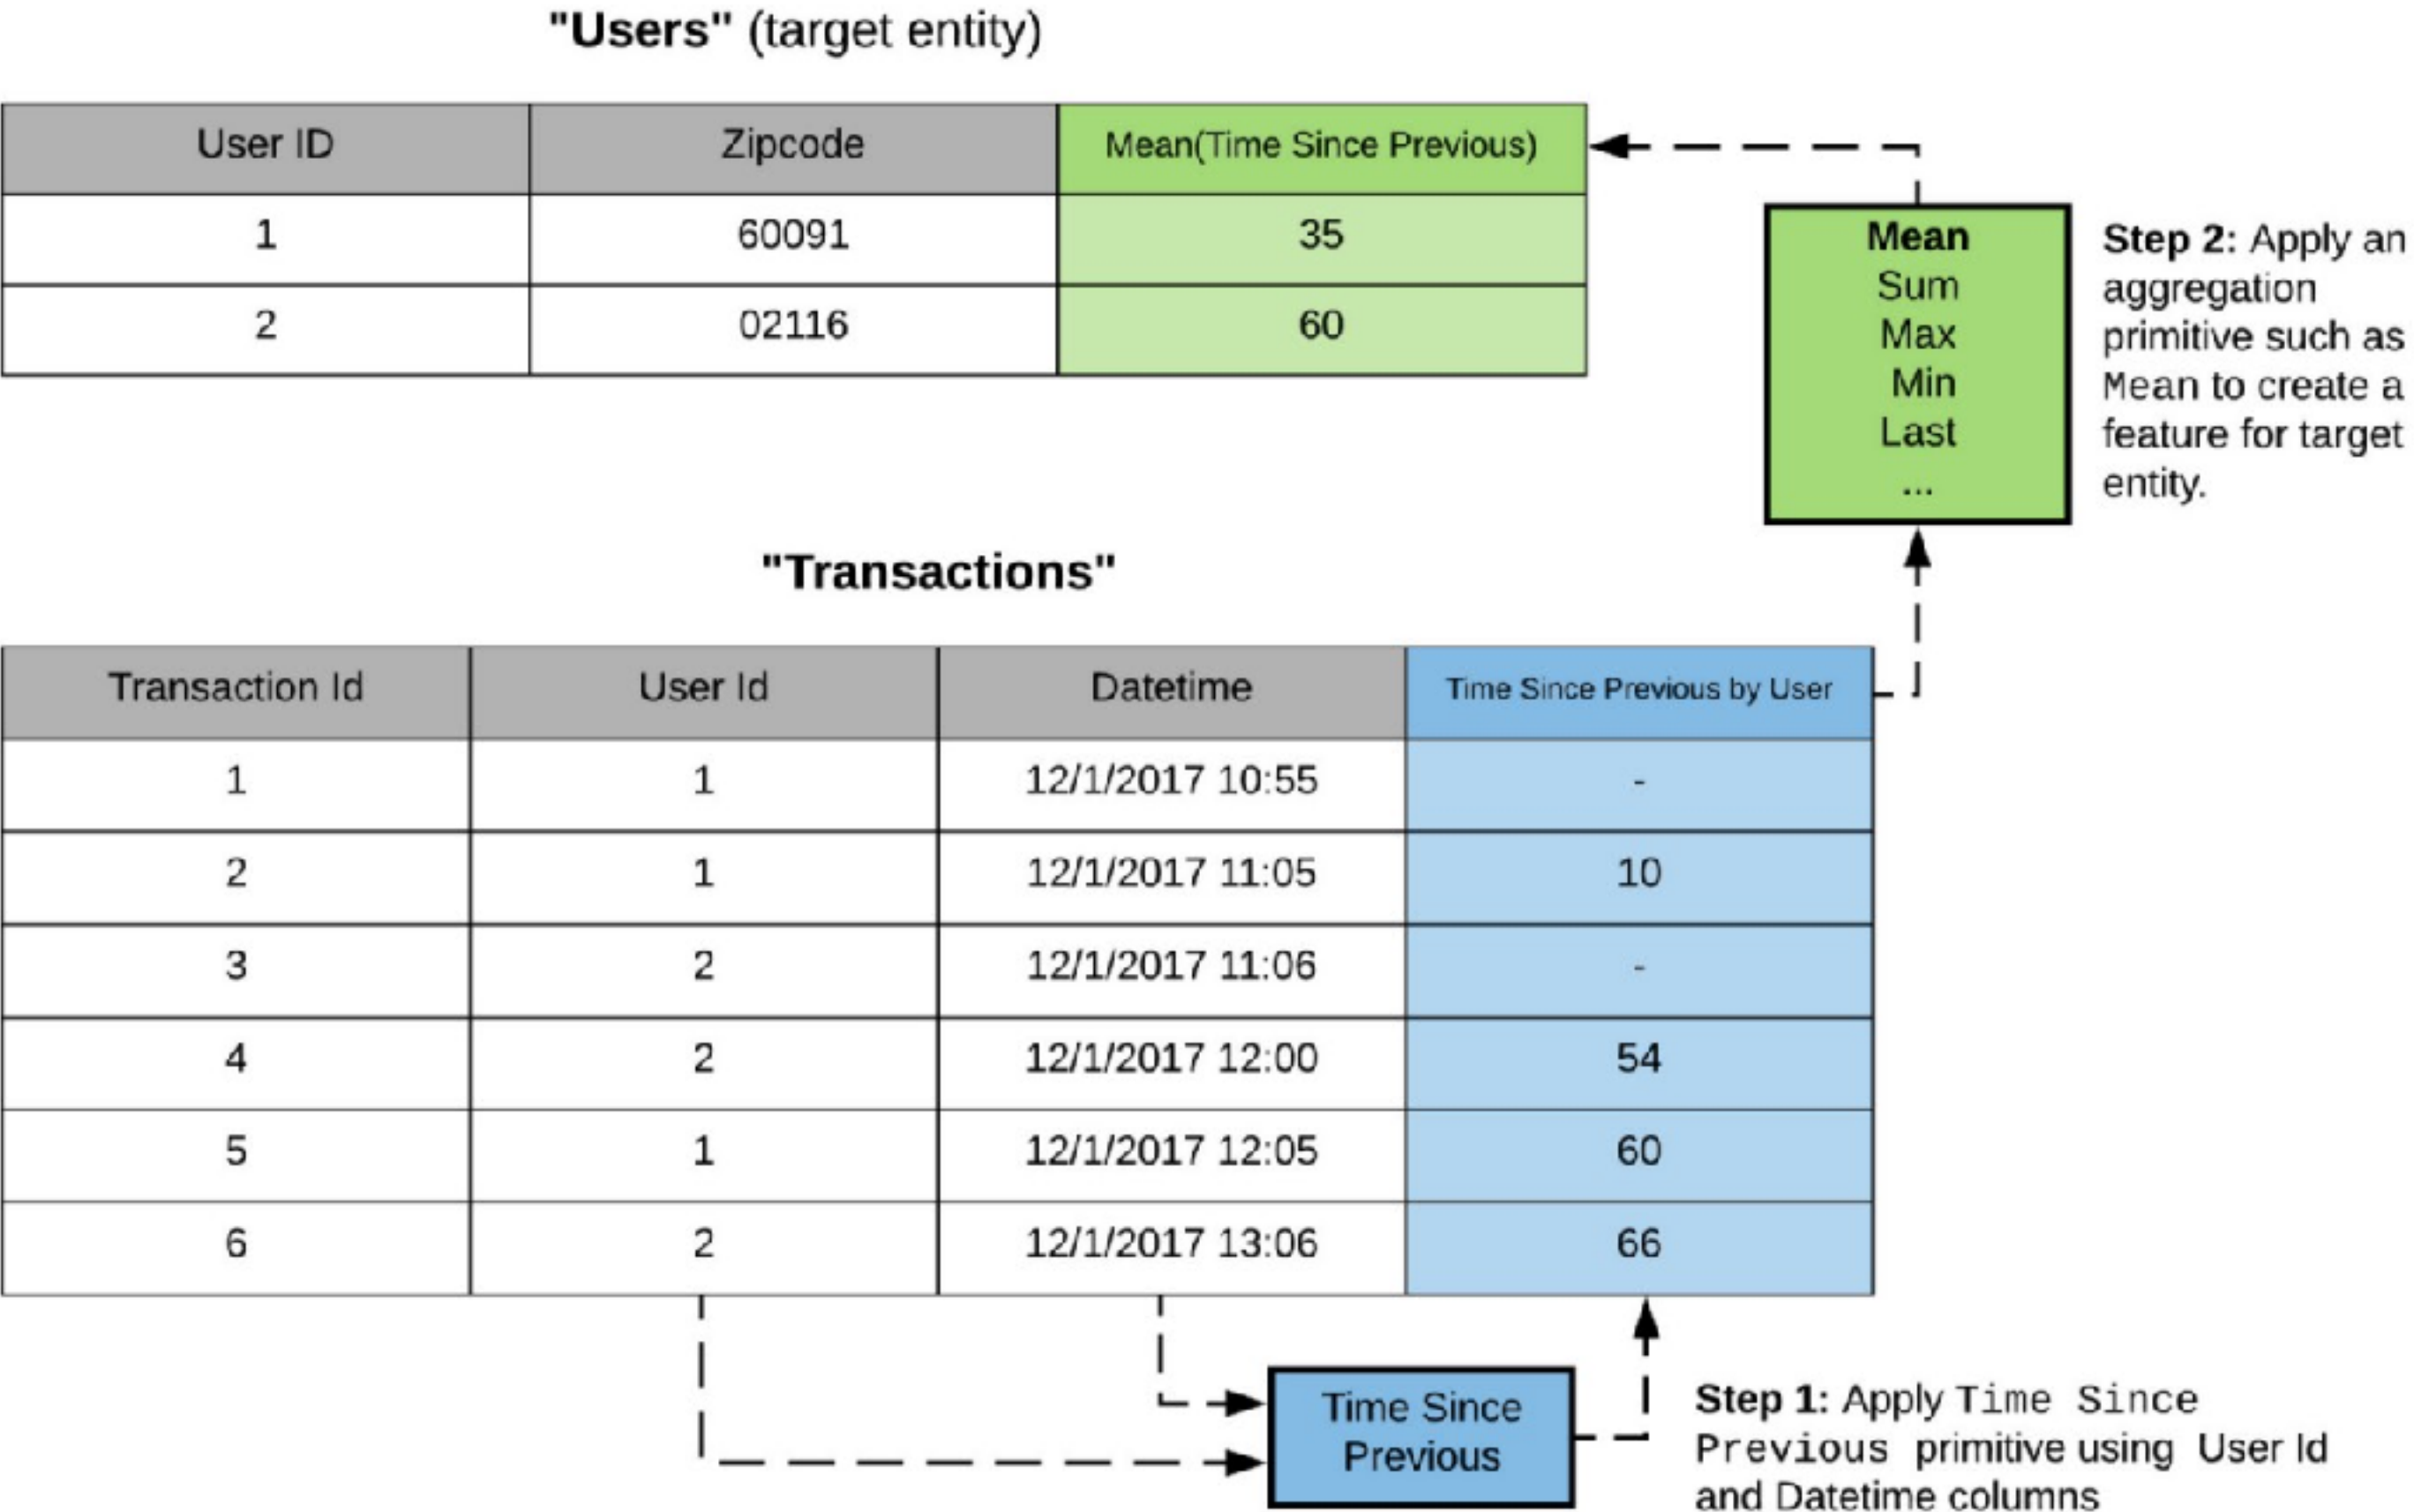 "Users" (target entity)
User ID Zipcode Mean(Time Since Previous)
1 60091 35
2 02116 60
Mean
Sum
Max
Min
Last
...
Step 2: Apply an
aggregation
primitive such as
Mean to create a
feature for target
entity.
"Transactions"
Transaction Id User Id Datetime Time Since Previous by User
1 1 12/1/2017 10:55 -
2 1 12/1/2017 11:05 10
3 2 12/1/2017 11:06 -
4 2 12/1/2017 12:00 54
5 1 12/1/2017 12:05 60
6 2 12/1/2017 13:06 66
Time Since
Previous
Step 1: Apply Time Since
Previous primitive using User Id
and Datetime columns